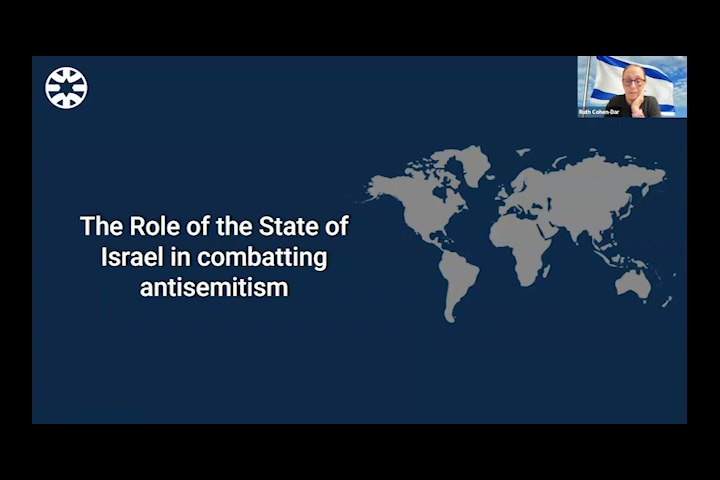 Ruth Cohen-Dar
The Role of the State of
Israel in combatting
antisemitism